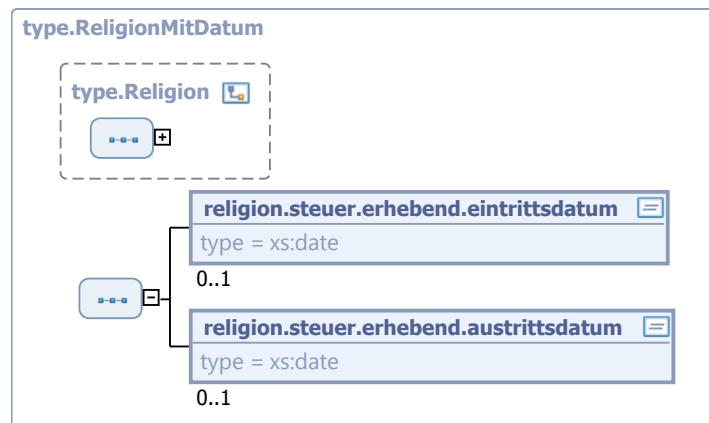 type.ReligionMitDatum
type.Religion
religion.steuer.erhebend.eintrittsdatum
type = xs:date
0..1
religion.steuer.erhebend.austrittsdatum
type = xs:date
0..1